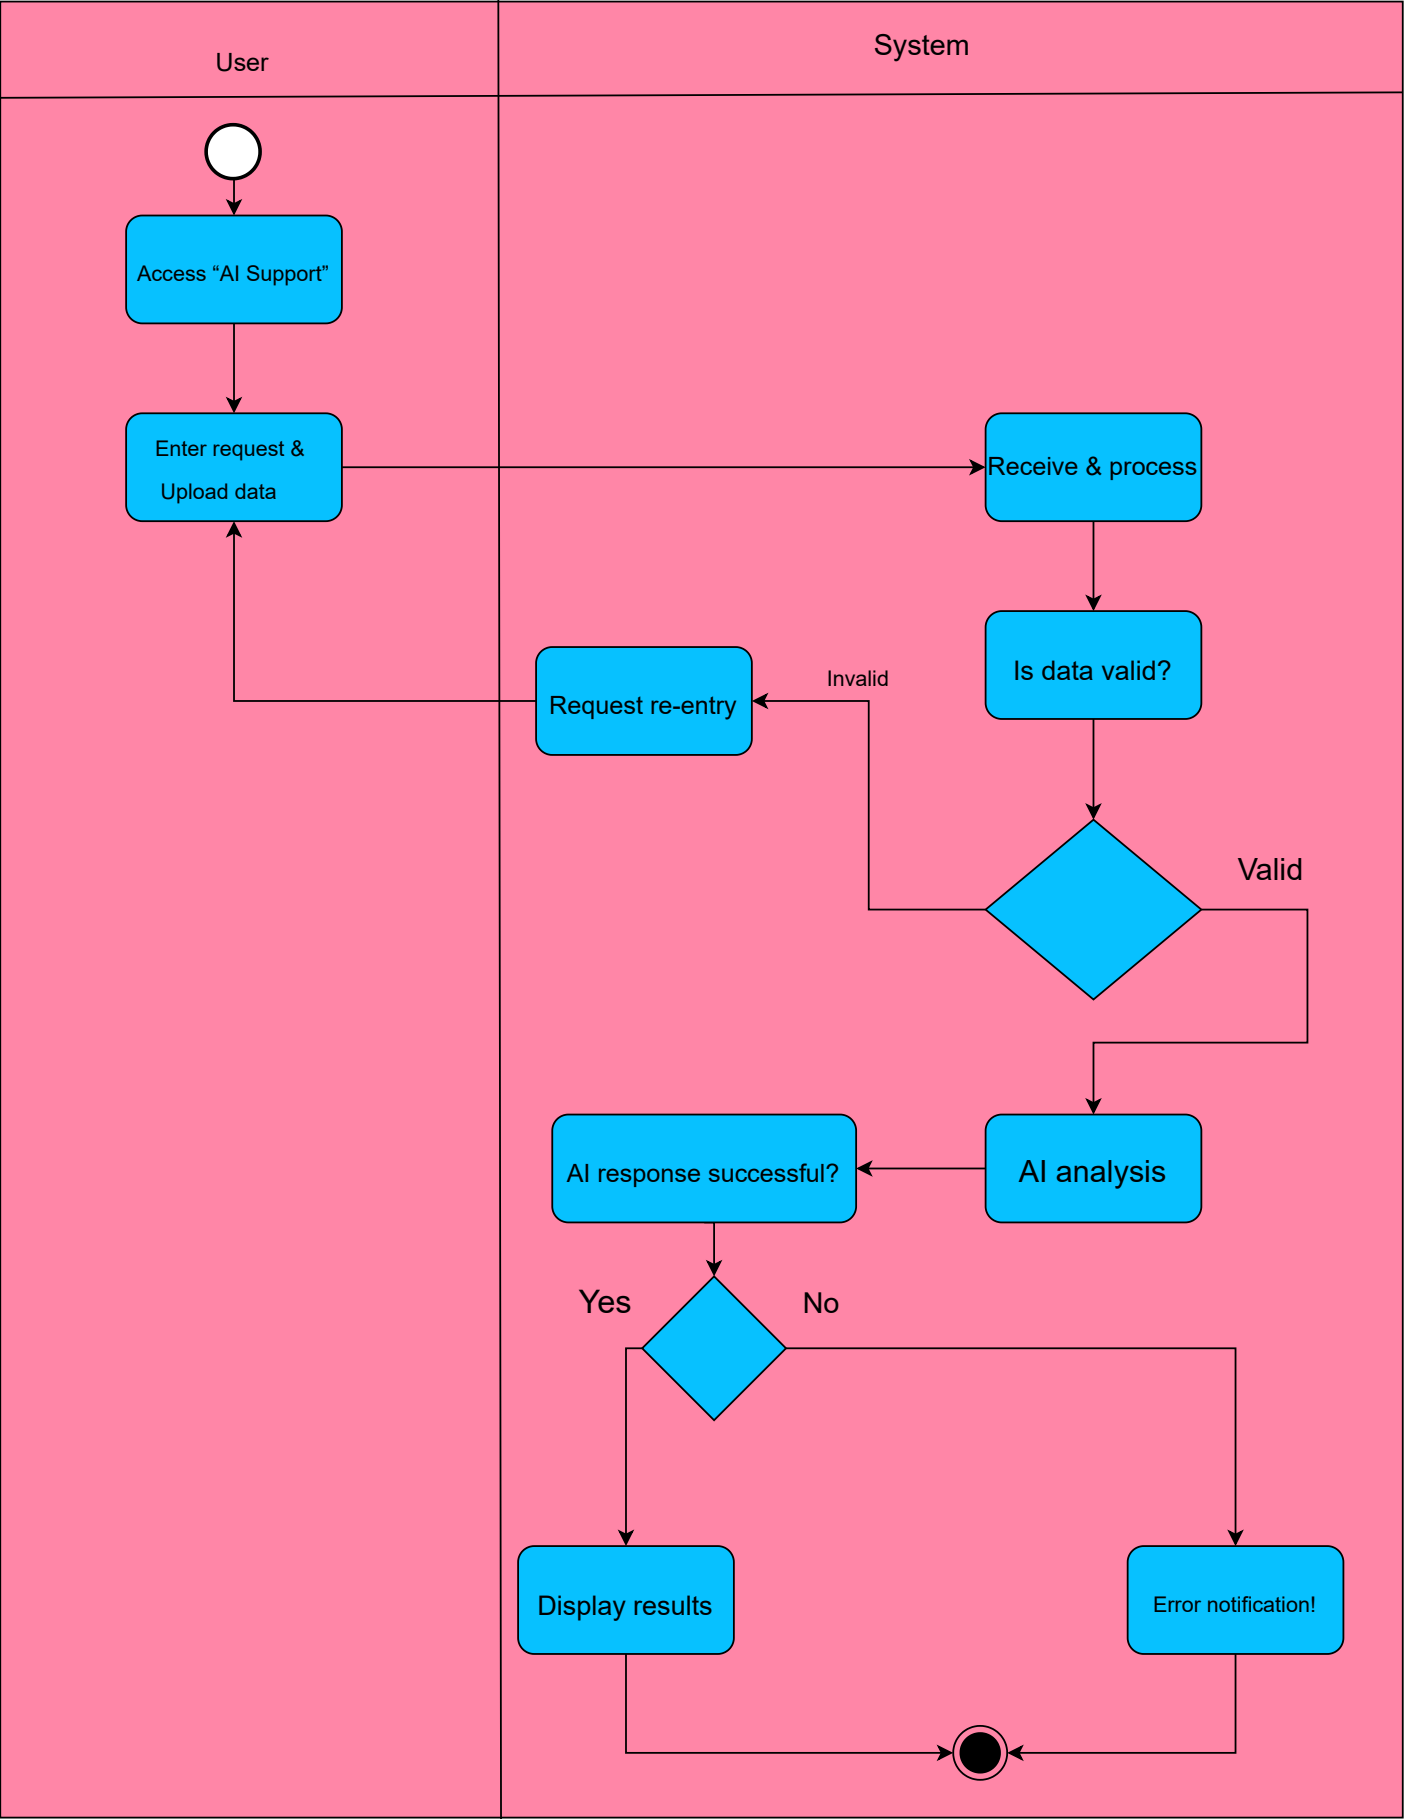 User
System
Access “AI Support”
Enter request &
Upload data
Receive & process
Is data valid?
Invalid
Request re-entry
Valid
AI response successful?
AI analysis
Yes
No
Display results
Error notification!